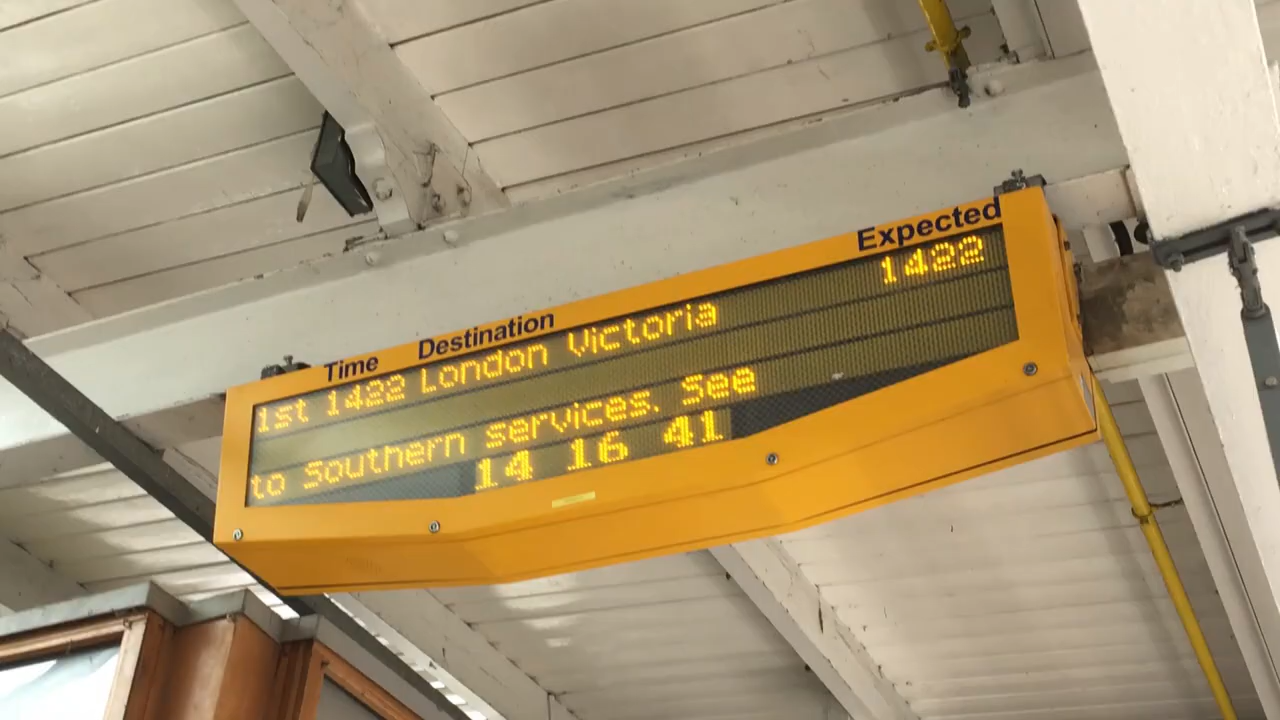 Time Destination Expected
1st 1422 London Victoria 1422
to Southern services. See
14 16 41